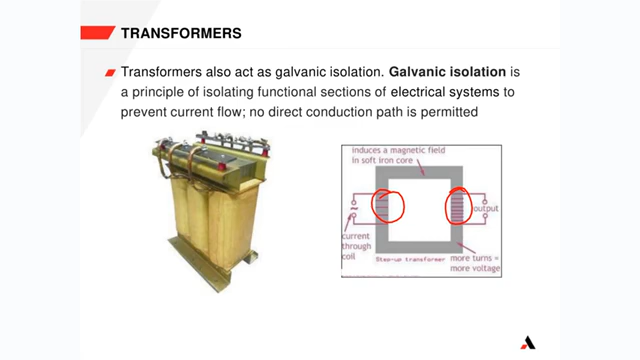 TRANSFORMERS
Transformers also act as galvanic isolation. Galvanic isolation is
a principle of isolating functional sections of electrical systems to
prevent current flow; no direct conduction path is permitted
induces a magnetic field
in soft iron core
~
output
current
through
coil
Step-up transformer
more turns =
more voltage